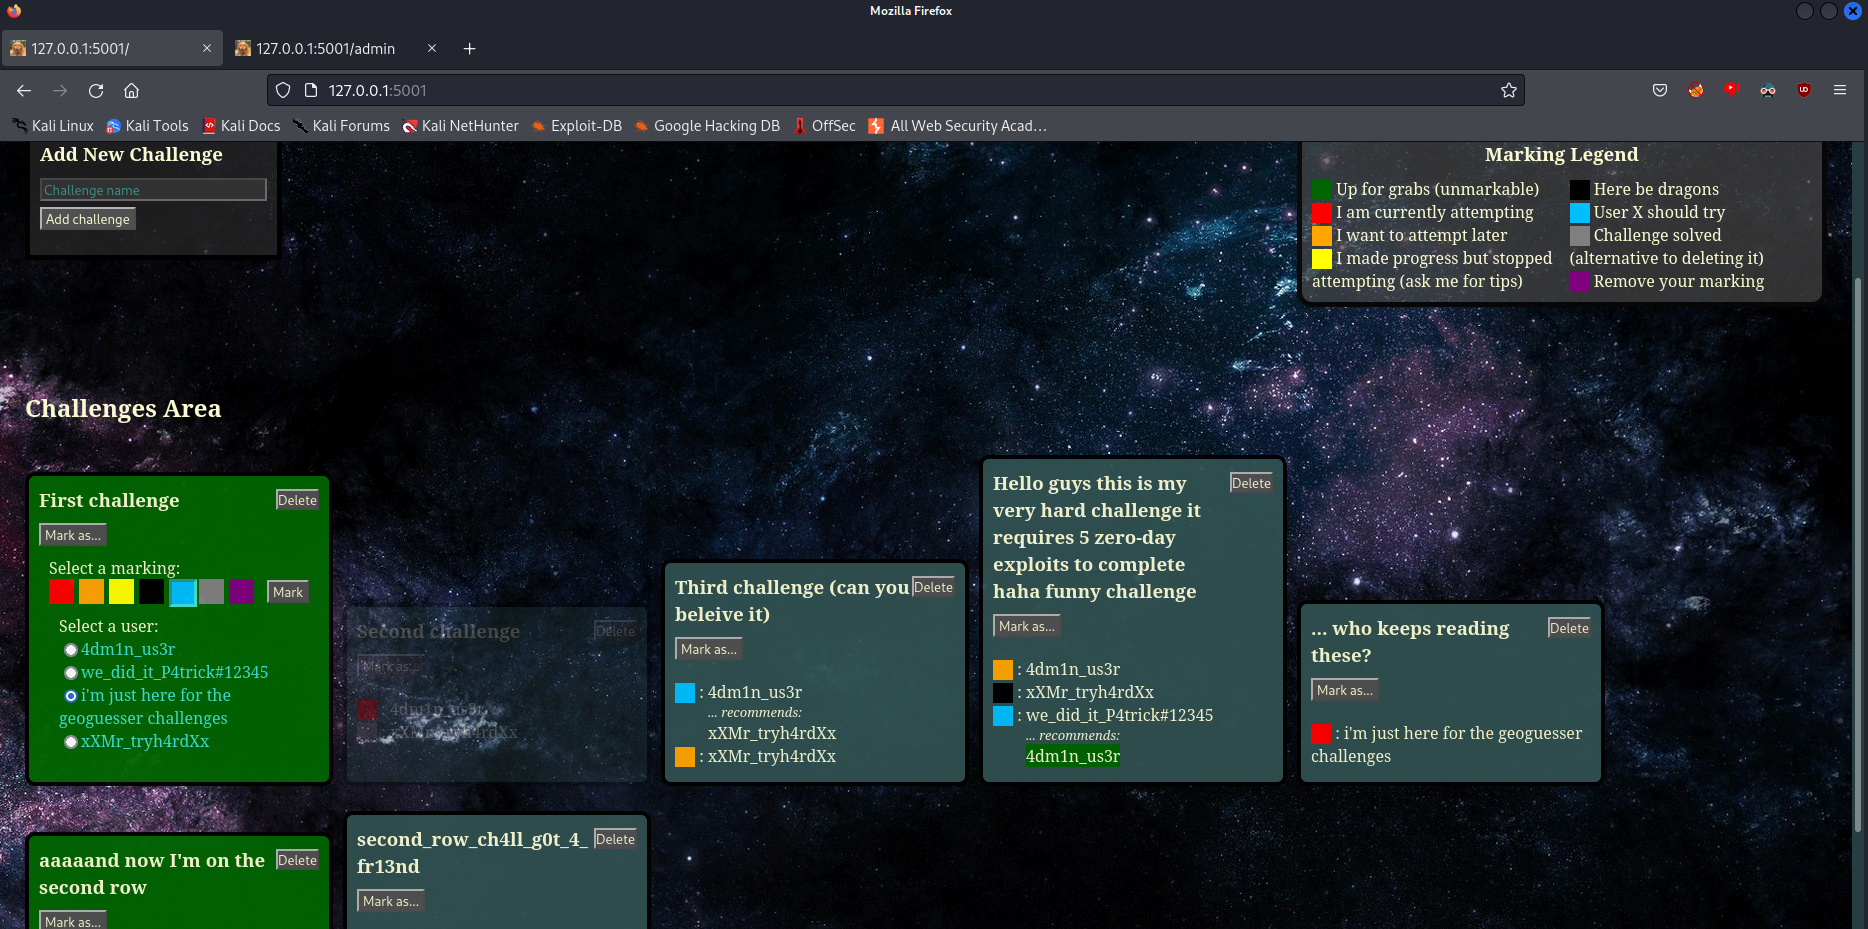 Mozilla Firefox
127.0.0.1:5001/
127.0.0.1:5001/admin
127.0.0.1:5001
Kali Linux
Kali Tools
Kali Docs
Kali Forums
Kali NetHunter
Exploit-DB
Google Hacking DB
OffSec
All Web Security Acad…
Add New Challenge
Challenge name
Add challenge
Marking Legend
Up for grabs (unmarkable)
I am currently attempting
I want to attempt later
I made progress but stopped
attempting (ask me for tips)
Here be dragons
User X should try
Challenge solved
(alternative to deleting it)
Remove your marking
Challenges Area
First challenge
Delete
Mark as...
Select a marking:
Mark
Select a user:
4dm1n_us3r
we_did_it_P4trick#12345
i'm just here for the
geoguesser challenges
xXMr_tryh4rdXx
Second challenge
Delete
Mark as...
: 4dm1n_us3r
: xXMr_tryh4rdXx
Third challenge (can you
beleive it)
Delete
Mark as...
: 4dm1n_us3r
... recommends:
xXMr_tryh4rdXx
: xXMr_tryh4rdXx
Hello guys this is my
very hard challenge it
requires 5 zero-day
exploits to complete
haha funny challenge
Delete
Mark as...
: 4dm1n_us3r
: xXMr_tryh4rdXx
: we_did_it_P4trick#12345
... recommends:
4dm1n_us3r
... who keeps reading
these?
Delete
Mark as...
: i'm just here for the geoguesser
challenges
aaaaand now I'm on the
second row
Delete
Mark as...
second_row_ch4ll_g0t_4_
fr13nd
Delete
Mark as...